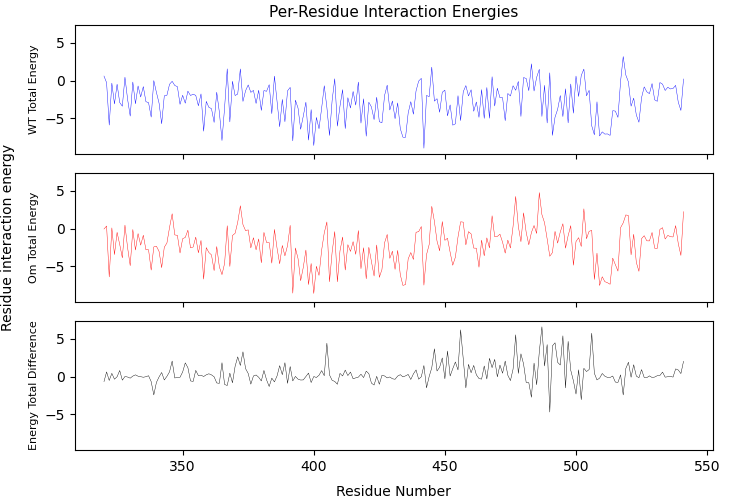 Per-Residue Interaction Energies
Residue interaction energy
WT Total Energy
5
0
−5
Om Total Energy
5
0
−5
Energy Total Difference
5
0
−5
350
400
450
500
550
Residue Number